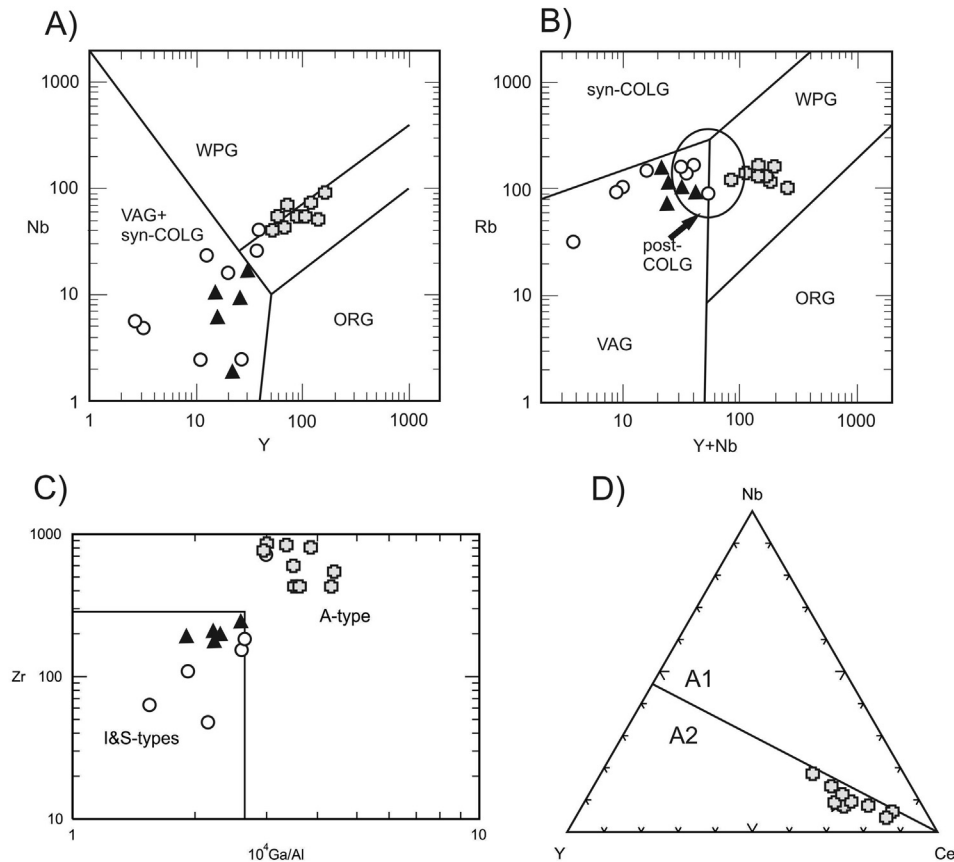 A)
1000
100
10
1
Nb
WPG
VAG+
syn-COLG
ORG
1 10 100 1000
Y
B)
1000
100
10
1
Rb
syn-COLG
WPG
post-
COLG
VAG
ORG
10 100 1000
Y+Nb
C)
1000
100
10
Zr
A-type
I&S-types
1 10
10⁴Ga/Al
D)
Nb
A1
A2
Y
Ce